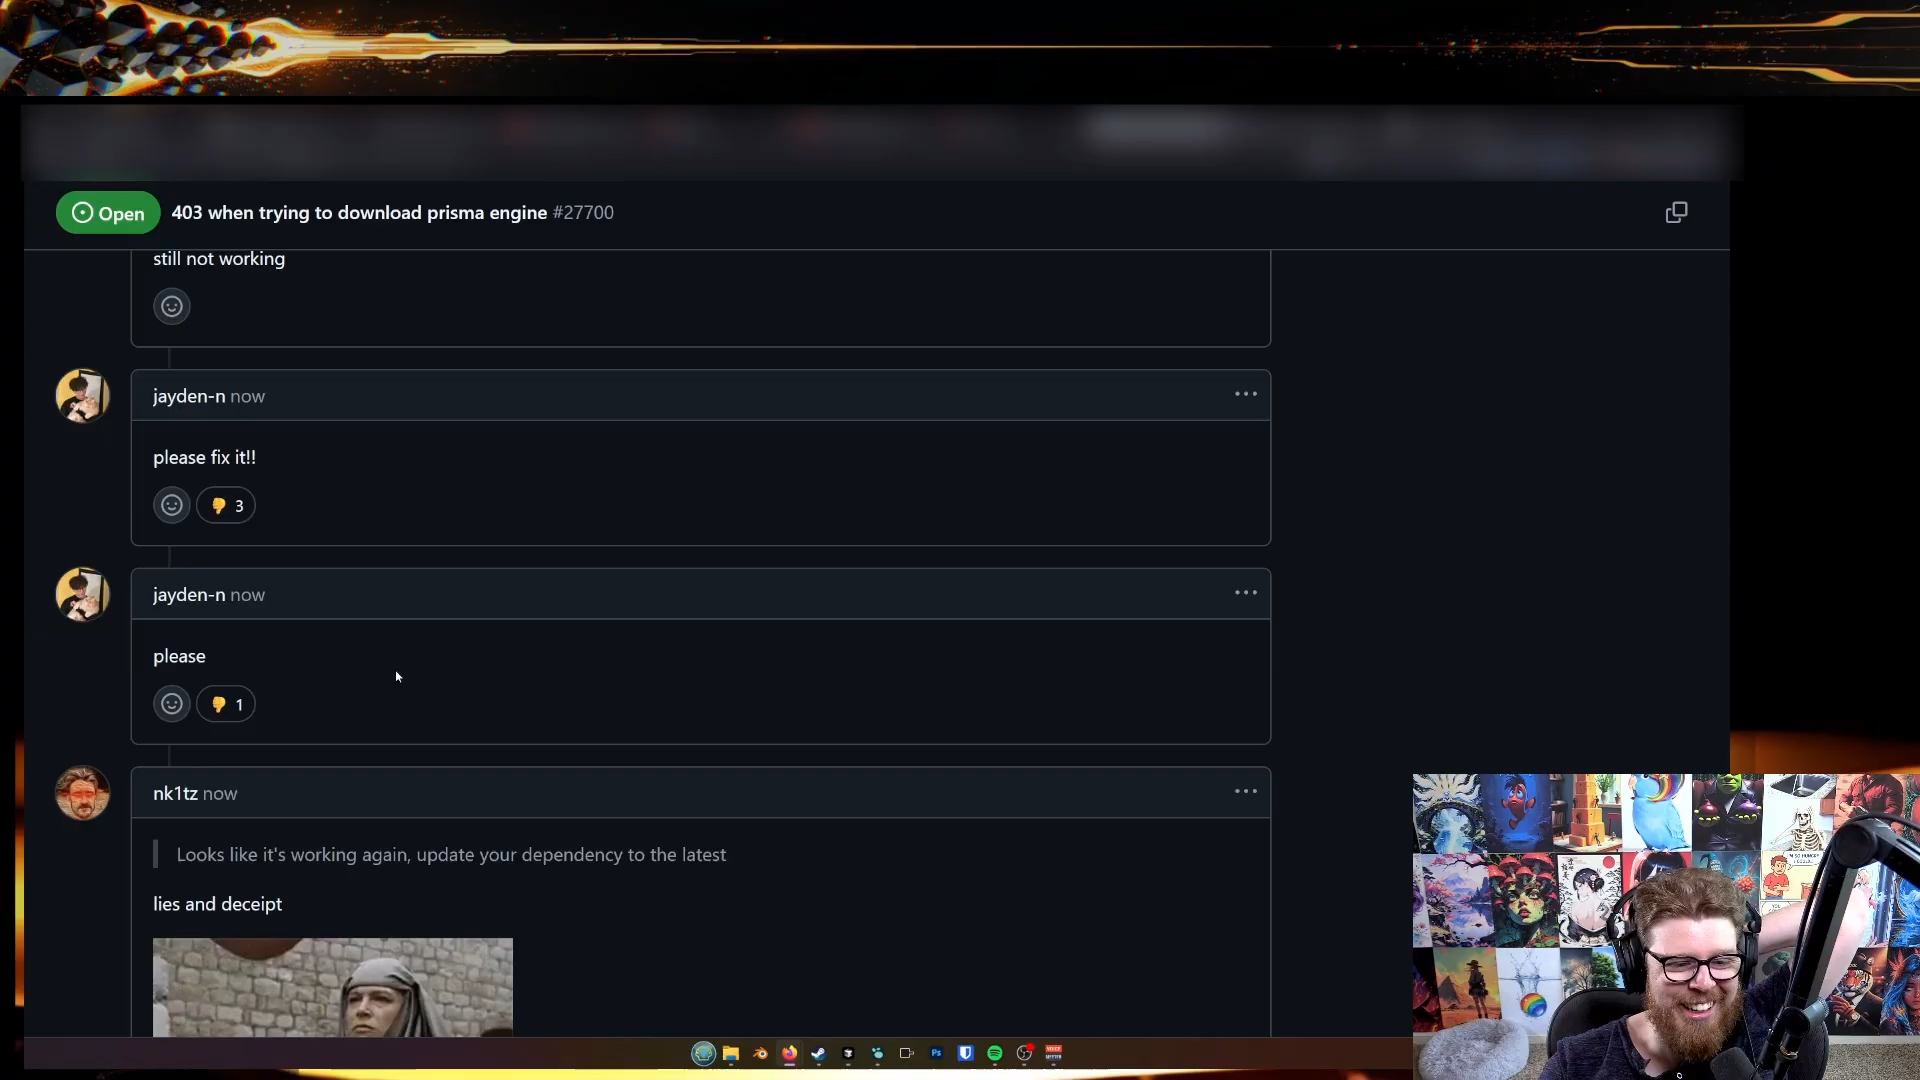 Open
403 when trying to download prisma engine #27700
still not working
jayden-n now
please fix it!!
3
jayden-n now
please
1
nk1tz now
Looks like it's working again, update your dependency to the latest
lies and deceipt
Ps